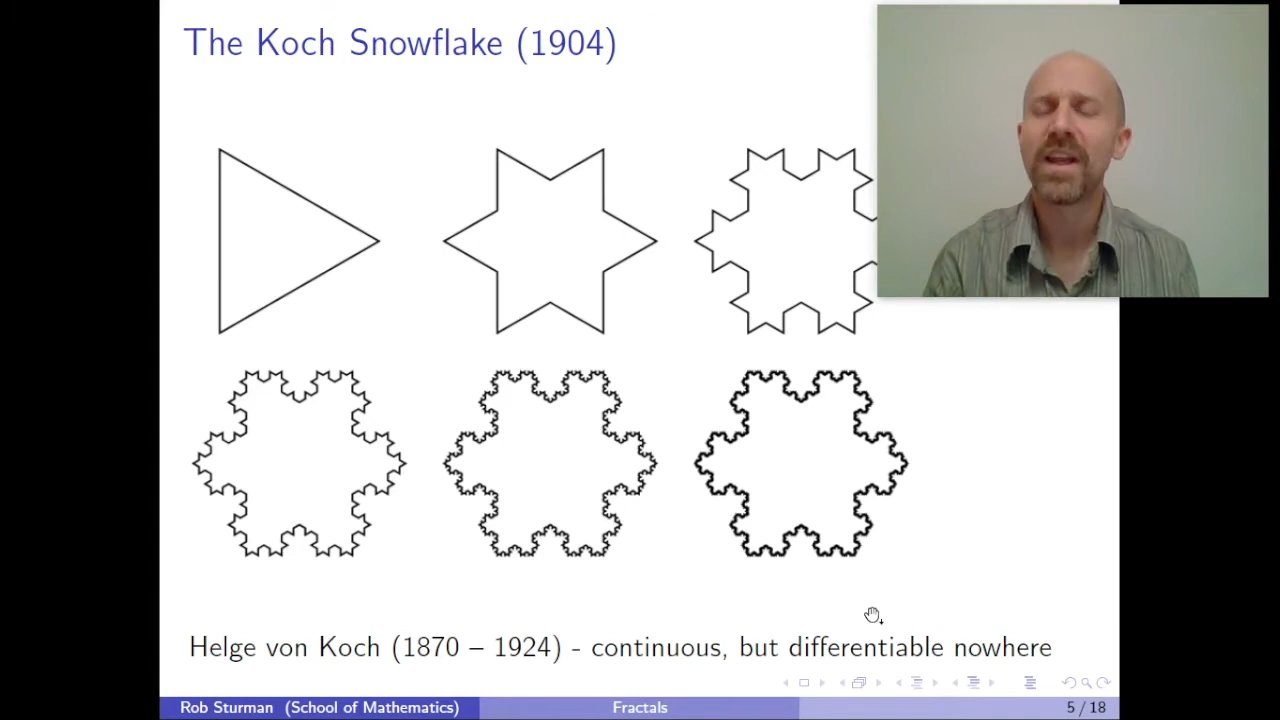 The Koch Snowflake (1904)
Helge von Koch (1870 – 1924) - continuous, but differentiable nowhere
Rob Sturman (School of Mathematics)
Fractals
5 / 18